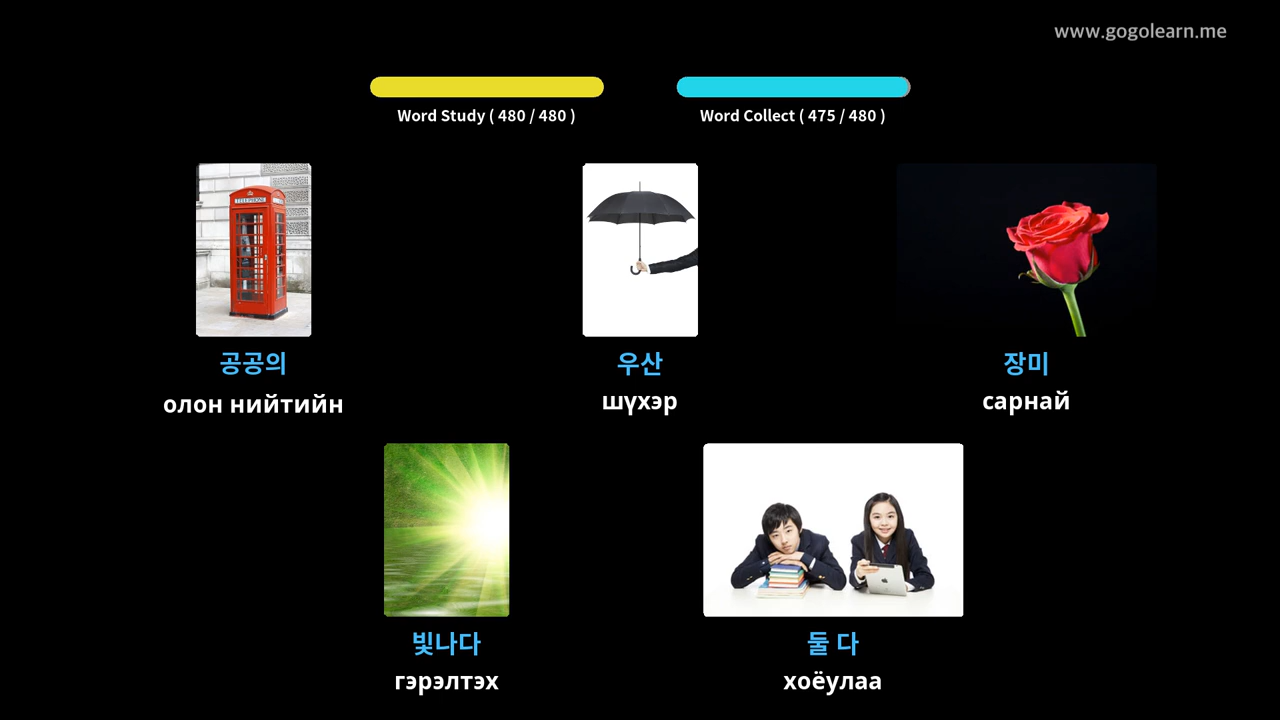 www.gogolearn.me
Word Study ( 480 / 480 )
Word Collect ( 475 / 480 )
TELEPHONE
공공의
олон нийтийн
우산
шүхэр
장미
сарнай
빛나다
гэрэлтэх
둘 다
хоёулаа